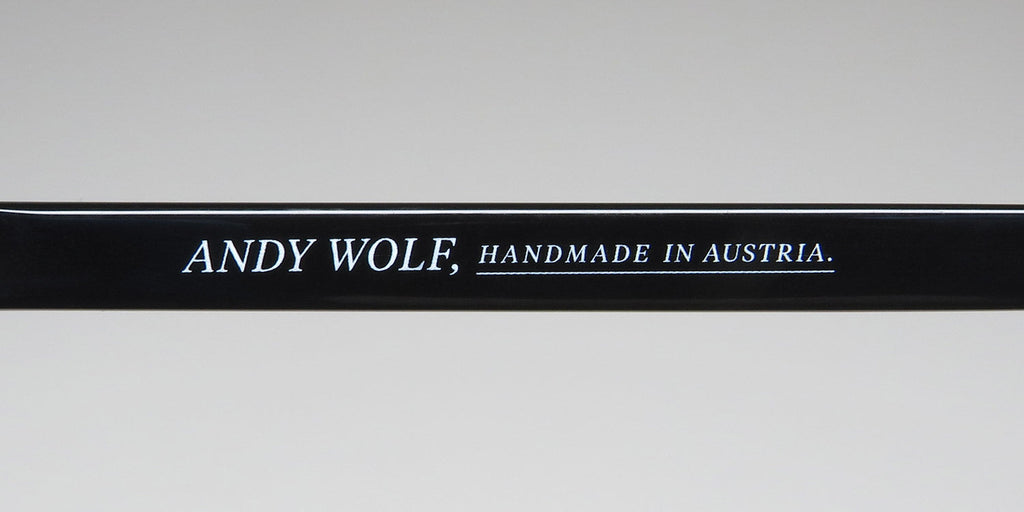 ANDY WOLF, HANDMADE IN AUSTRIA.